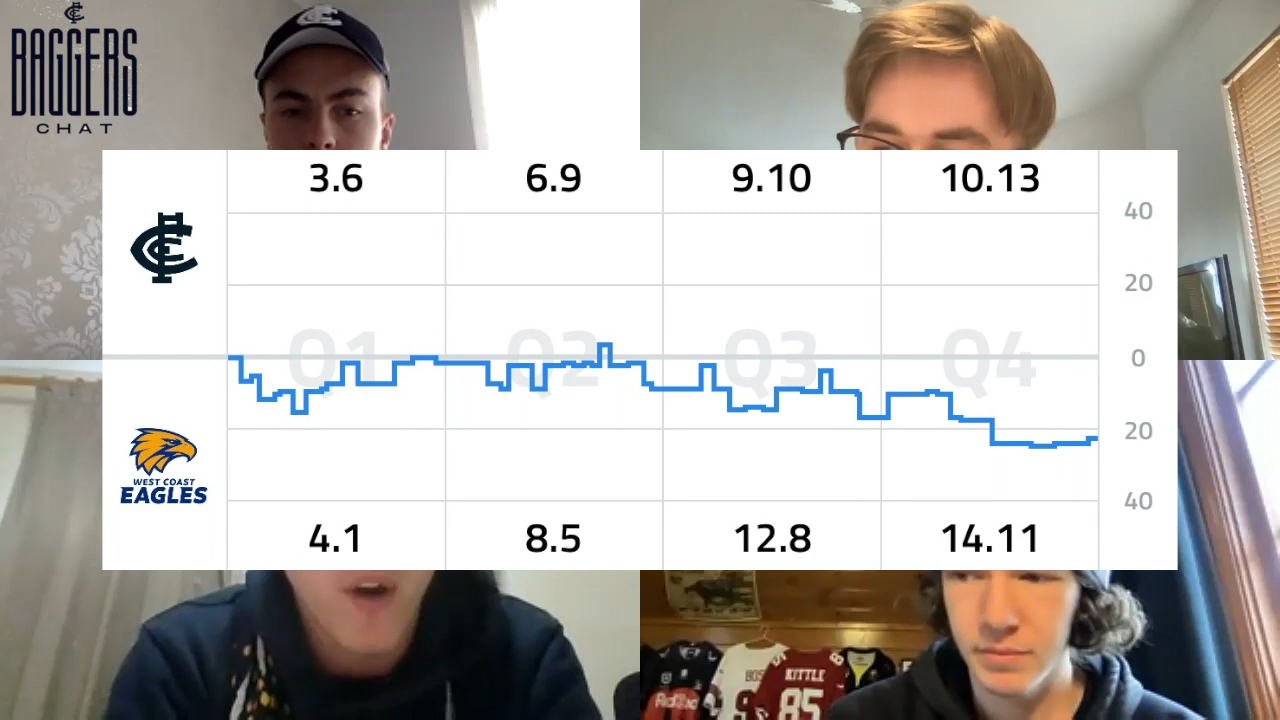 BAGGERS
CHAT
3.6 6.9 9.10 10.13
40
20
Q1 Q2 Q3 Q4 0
20
WEST COAST
EAGLES
40
4.1 8.5 12.8 14.11
KITTLE
85